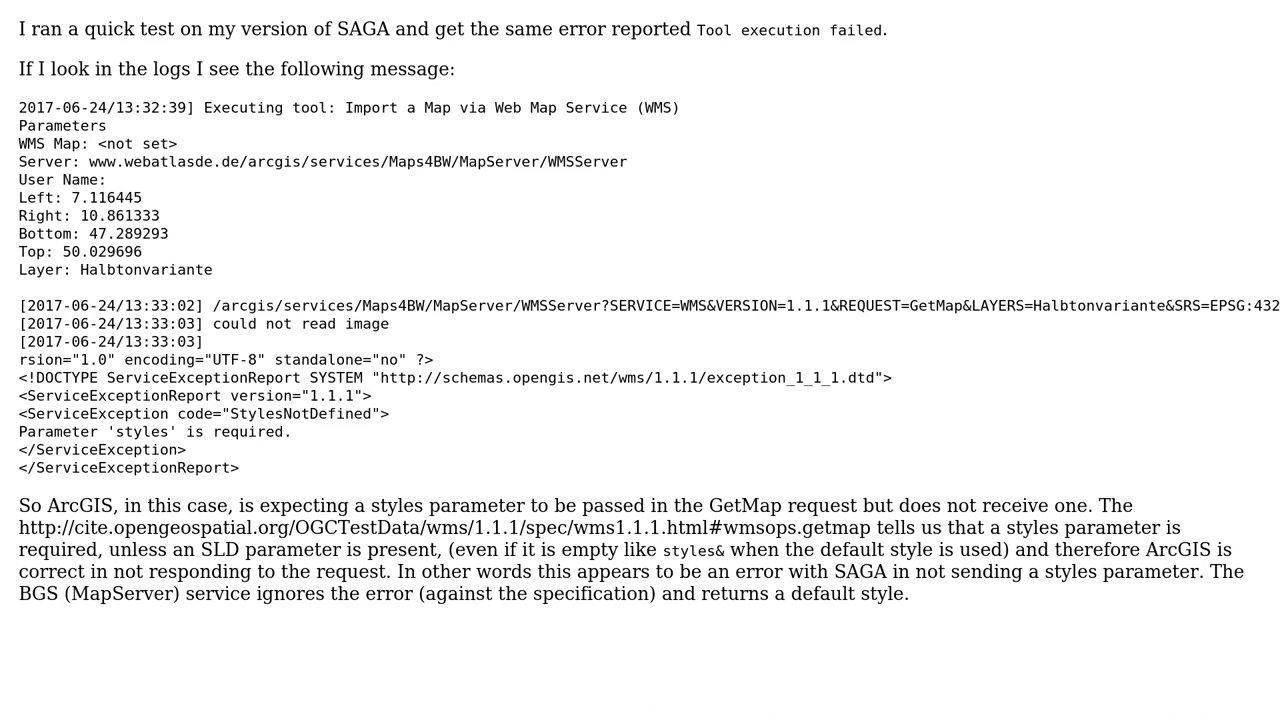 I ran a quick test on my version of SAGA and get the same error reported Tool execution failed.
If I look in the logs I see the following message:
2017-06-24/13:32:39] Executing tool: Import a Map via Web Map Service (WMS)
Parameters
WMS Map: <not set>
Server: www.webatlasde.de/arcgis/services/Maps4BW/MapServer/WMSServer
User Name:
Left: 7.116445
Right: 10.861333
Bottom: 47.289293
Top: 50.029696
Layer: Halbtonvariante
[2017-06-24/13:33:02] /arcgis/services/Maps4BW/MapServer/WMSServer?SERVICE=WMS&VERSION=1.1.1&REQUEST=GetMap&LAYERS=Halbtonvariante&SRS=EPSG:432
[2017-06-24/13:33:03] could not read image
[2017-06-24/13:33:03]
rsion="1.0" encoding="UTF-8" standalone="no" ?>
<!DOCTYPE ServiceExceptionReport SYSTEM "http://schemas.opengis.net/wms/1.1.1/exception_1_1_1.dtd">
<ServiceExceptionReport version="1.1.1">
<ServiceException code="StylesNotDefined">
Parameter 'styles' is required.
</ServiceException>
</ServiceExceptionReport>
So ArcGIS, in this case, is expecting a styles parameter to be passed in the GetMap request but does not receive one. The
http://cite.opengeospatial.org/OGCTestData/wms/1.1.1/spec/wms1.1.1.html#wmsops.getmap tells us that a styles parameter is
required, unless an SLD parameter is present, (even if it is empty like styles& when the default style is used) and therefore ArcGIS is
correct in not responding to the request. In other words this appears to be an error with SAGA in not sending a styles parameter. The
BGS (MapServer) service ignores the error (against the specification) and returns a default style.